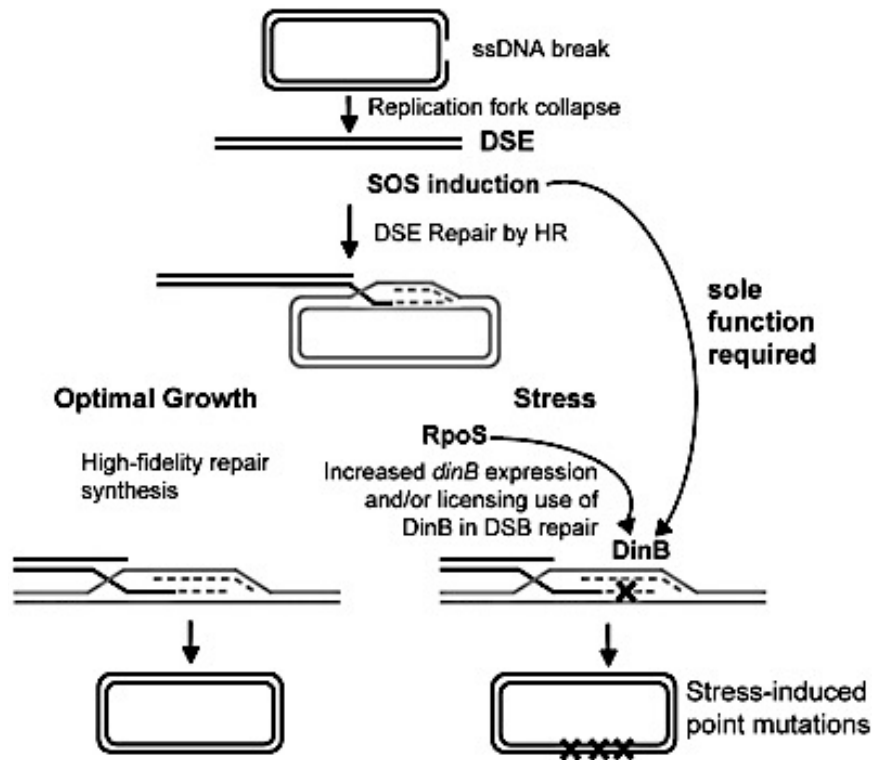 ssDNA break
Replication fork collapse
DSE
SOS induction
DSE Repair by HR
sole
function
required
Optimal Growth
Stress
High-fidelity repair
synthesis
RpoS
Increased dinB expression
and/or licensing use of
DinB in DSB repair
DinB
Stress-induced
point mutations